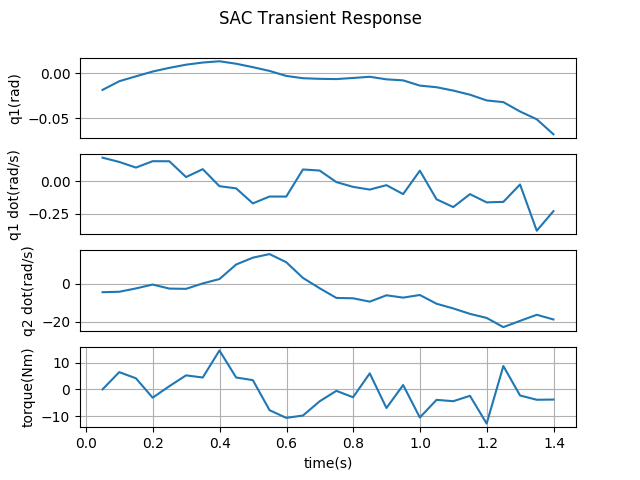 SAC Transient Response
q1(rad)
0.00
−0.05
q1 dot(rad/s)
0.00
−0.25
q2 dot(rad/s)
0
−20
torque(Nm)
10
0
−10
0.0 0.2 0.4 0.6 0.8 1.0 1.2 1.4
time(s)